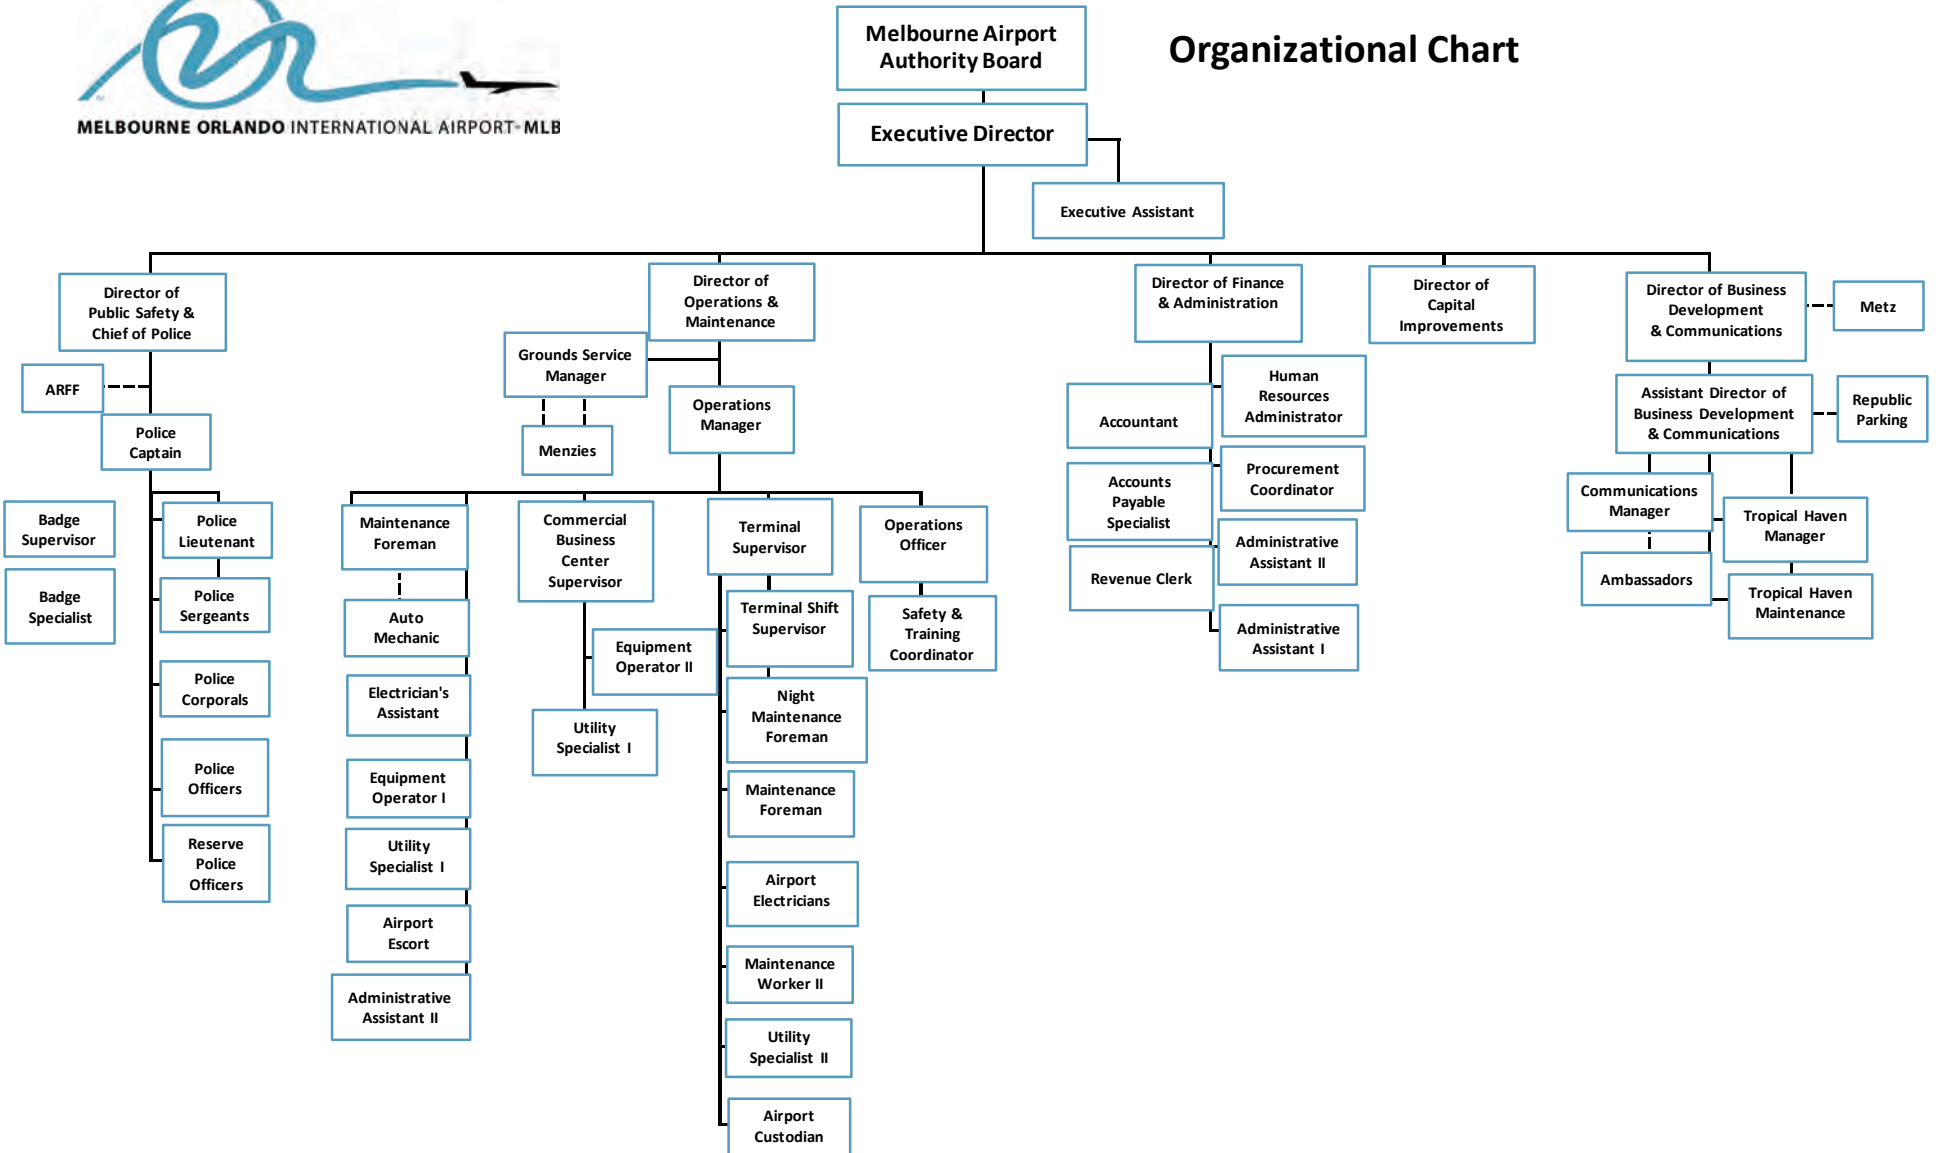 Melbourne Airport
Authority Board
Organizational Chart
MELBOURNE ORLANDO INTERNATIONAL AIRPORT-MLB
Executive Director
Executive Assistant
Director of
Public Safety &
Chief of Police
ARFF
Police
Captain
Badge
Supervisor
Badge
Specialist
Police
Lieutenant
Police
Sergeants
Police
Corporals
Police
Officers
Reserve
Police
Officers
Director of
Operations &
Maintenance
Grounds Service
Manager
Menzies
Operations
Manager
Maintenance
Foreman
Auto
Mechanic
Electrician's
Assistant
Equipment
Operator I
Utility
Specialist I
Airport
Escort
Administrative
Assistant II
Commercial
Business
Center
Supervisor
Equipment
Operator II
Utility
Specialist I
Terminal
Supervisor
Terminal Shift
Supervisor
Night
Maintenance
Foreman
Maintenance
Foreman
Airport
Electricians
Maintenance
Worker II
Utility
Specialist II
Airport
Custodian
Operations
Officer
Safety &
Training
Coordinator
Director of Finance
& Administration
Accountant
Accounts
Payable
Specialist
Revenue Clerk
Human
Resources
Administrator
Procurement
Coordinator
Administrative
Assistant II
Administrative
Assistant I
Director of
Capital
Improvements
Director of Business
Development
& Communications
Metz
Assistant Director of
Business Development
& Communications
Republic
Parking
Communications
Manager
Ambassadors
Tropical Haven
Manager
Tropical Haven
Maintenance